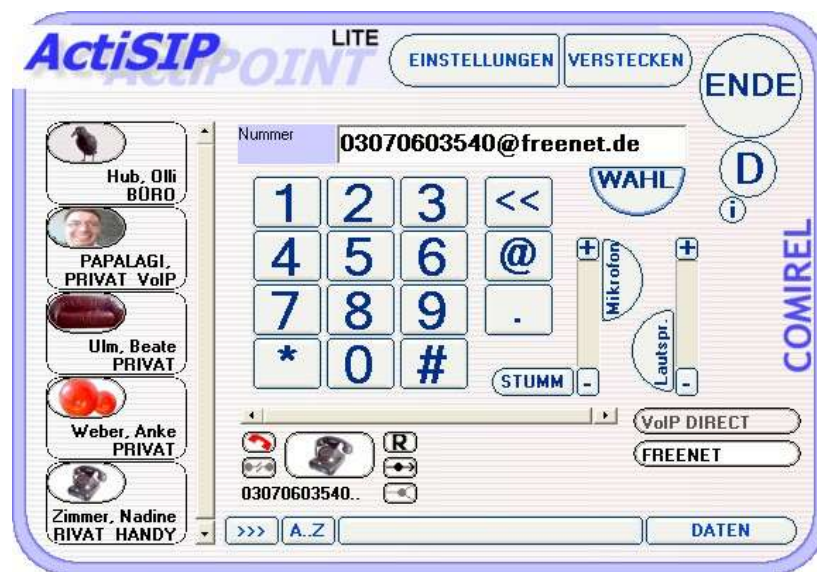 ActiSIP
ActiPOINT
LITE
EINSTELLUNGEN
VERSTECKEN
ENDE
Nummer
03070603540@freenet.de
WAHL
D
i
Hub, Olli
BÜRO
PAPALAGI,
PRIVAT VoIP
Ulm, Beate
PRIVAT
Weber, Anke
PRIVAT
Zimmer, Nadine
RIVAT HANDY
1 2 3 <<
4 5 6 @
7 8 9 .
* 0 #
STUMM
+
Mikrofon
-
+
Lautspr.
-
COMIREL
VoIP DIRECT
FREENET
R
03070603540..
>>>
A..Z
DATEN